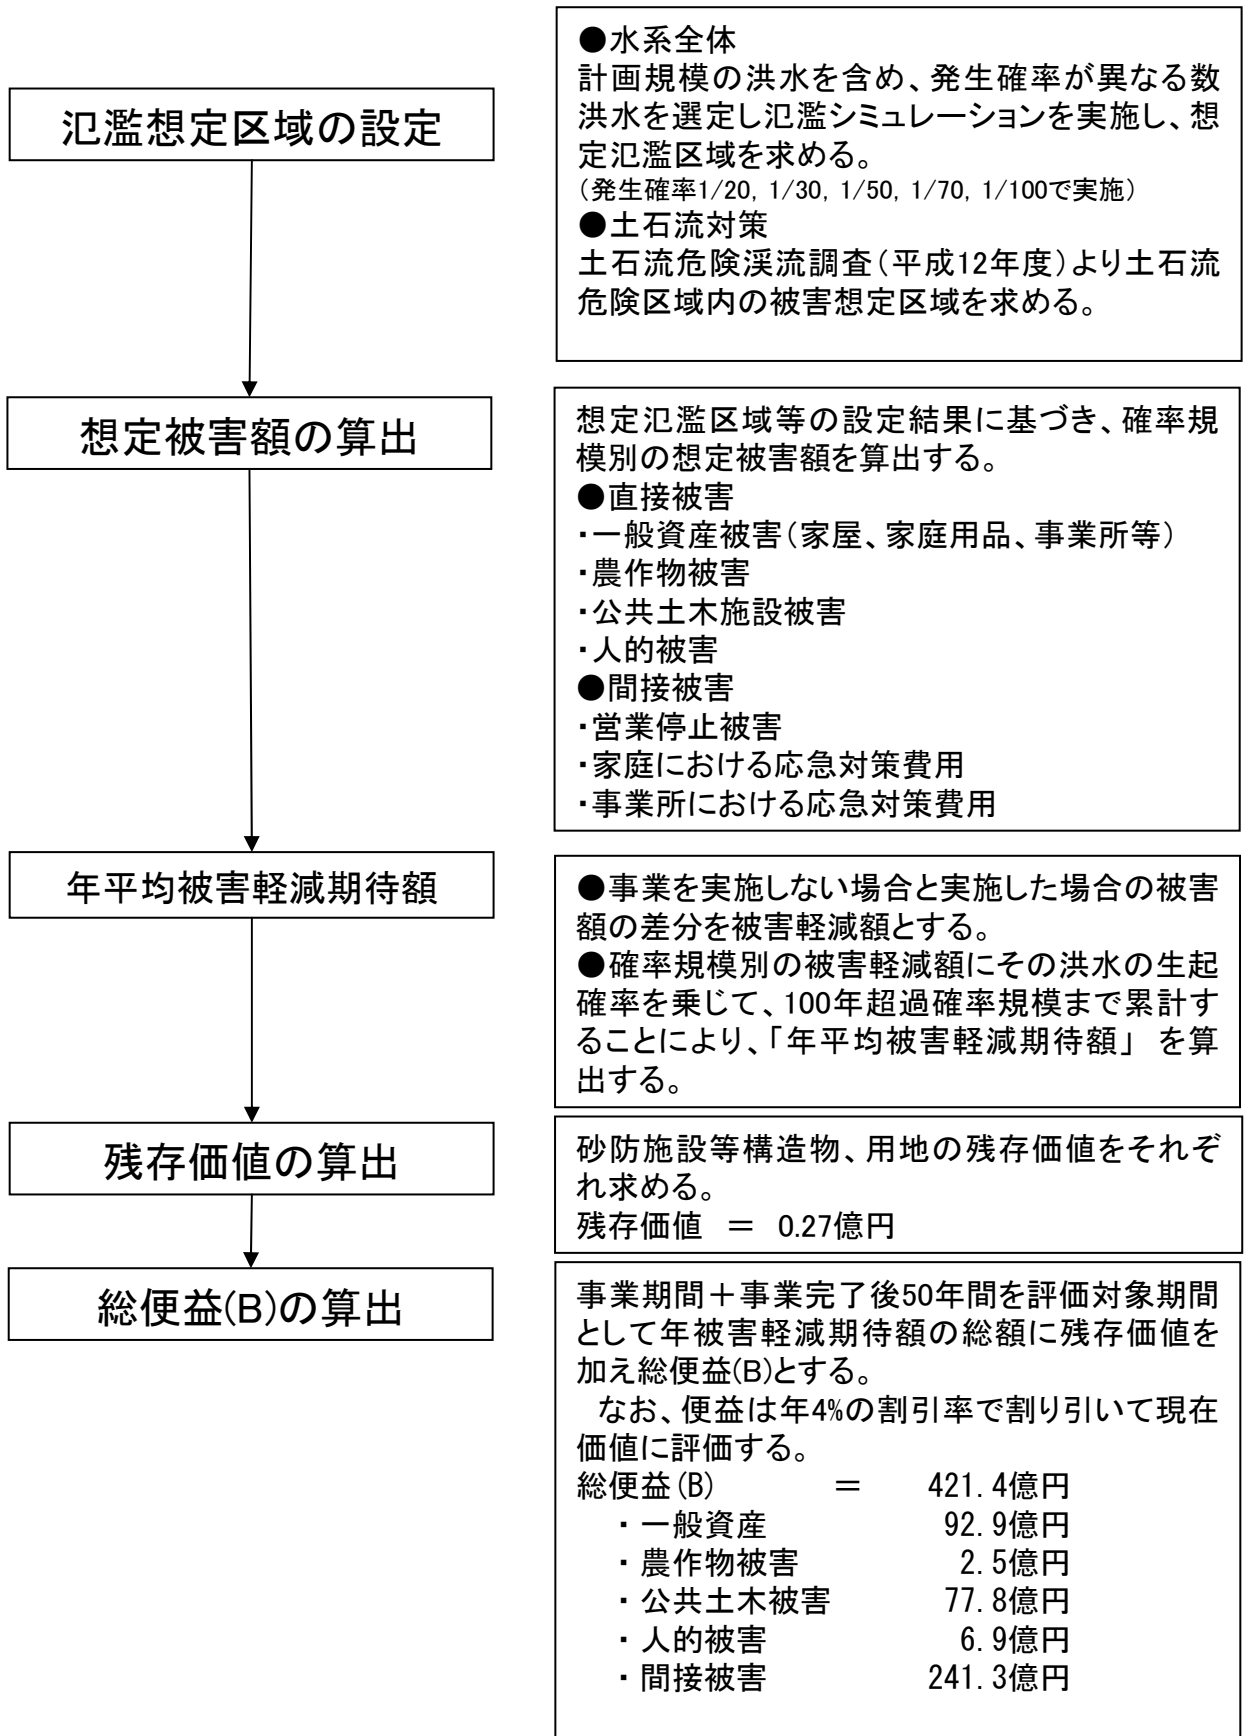 氾濫想定区域の設定
●水系全体
計画規模の洪水を含め、発生確率が異なる数
洪水を選定し氾濫シミュレーションを実施し、想
定氾濫区域を求める。
（発生確率1/20, 1/30, 1/50, 1/70, 1/100で実施）
●土石流対策
土石流危険渓流調査（平成12年度）より土石流
危険区域内の被害想定区域を求める。
想定被害額の算出
想定氾濫区域等の設定結果に基づき、確率規
模別の想定被害額を算出する。
●直接被害
・一般資産被害（家屋、家庭用品、事業所等）
・農作物被害
・公共土木施設被害
・人的被害
●間接被害
・営業停止被害
・家庭における応急対策費用
・事業所における応急対策費用
年平均被害軽減期待額
●事業を実施しない場合と実施した場合の被害
額の差分を被害軽減額とする。
●確率規模別の被害軽減額にその洪水の生起
確率を乗じて、100年超過確率規模まで累計す
ることにより、「年平均被害軽減期待額」 を算
出する。
残存価値の算出
砂防施設等構造物、用地の残存価値をそれぞ
れ求める。
残存価値 ＝ 0.27億円
総便益(B)の算出
事業期間＋事業完了後50年間を評価対象期間
として年被害軽減期待額の総額に残存価値を
加え総便益(B)とする。
なお、便益は年4%の割引率で割り引いて現在
価値に評価する。
総便益(B) ＝ 421.4億円
・一般資産 92.9億円
・農作物被害 2.5億円
・公共土木被害 77.8億円
・人的被害 6.9億円
・間接被害 241.3億円